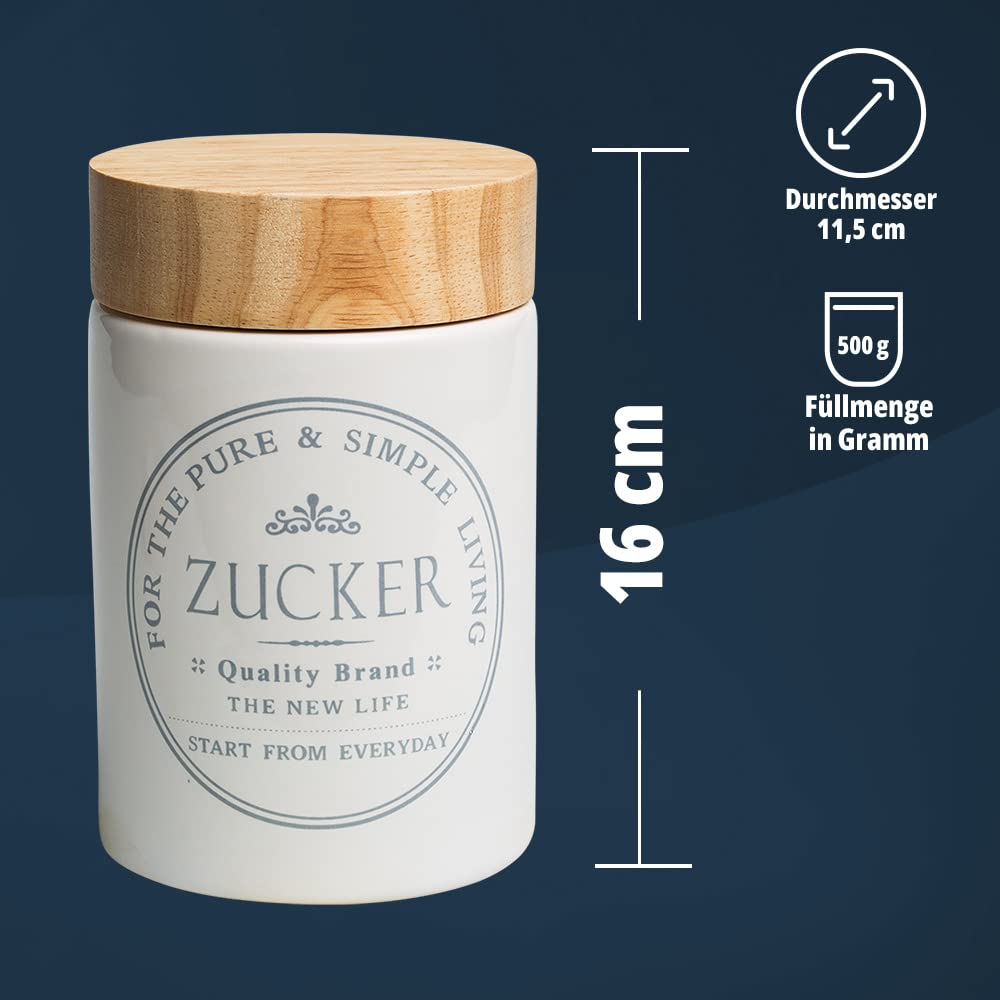 FOR THE PURE & SIMPLE LIVING
ZUCKER
Quality Brand
THE NEW LIFE
START FROM EVERYDAY
16 cm
Durchmesser
11,5 cm
500 g
Füllmenge
in Gramm